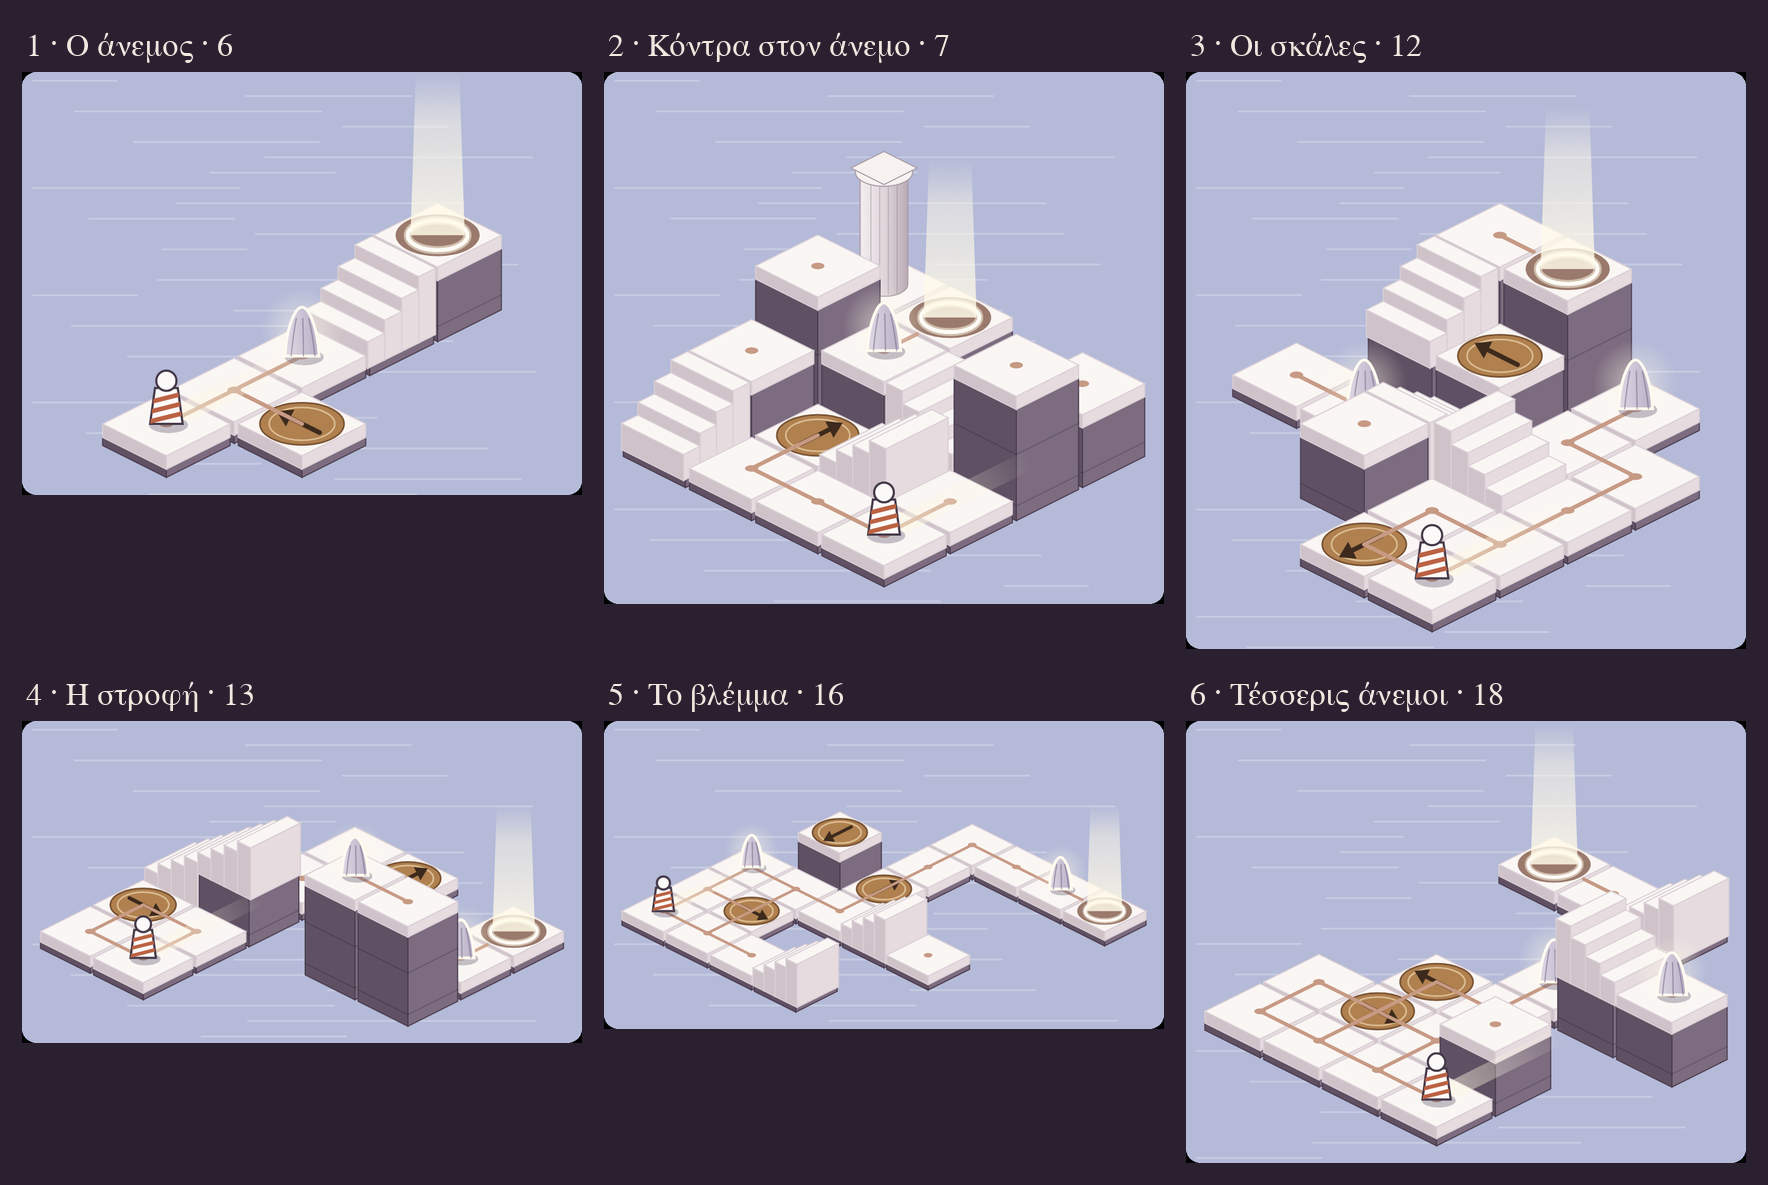 1 · Ο άνεμος · 6
2 · Κόντρα στον άνεμο · 7
3 · Οι σκάλες · 12
4 · Η στροφή · 13
5 · Το βλέμμα · 16
6 · Τέσσερις άνεμοι · 18